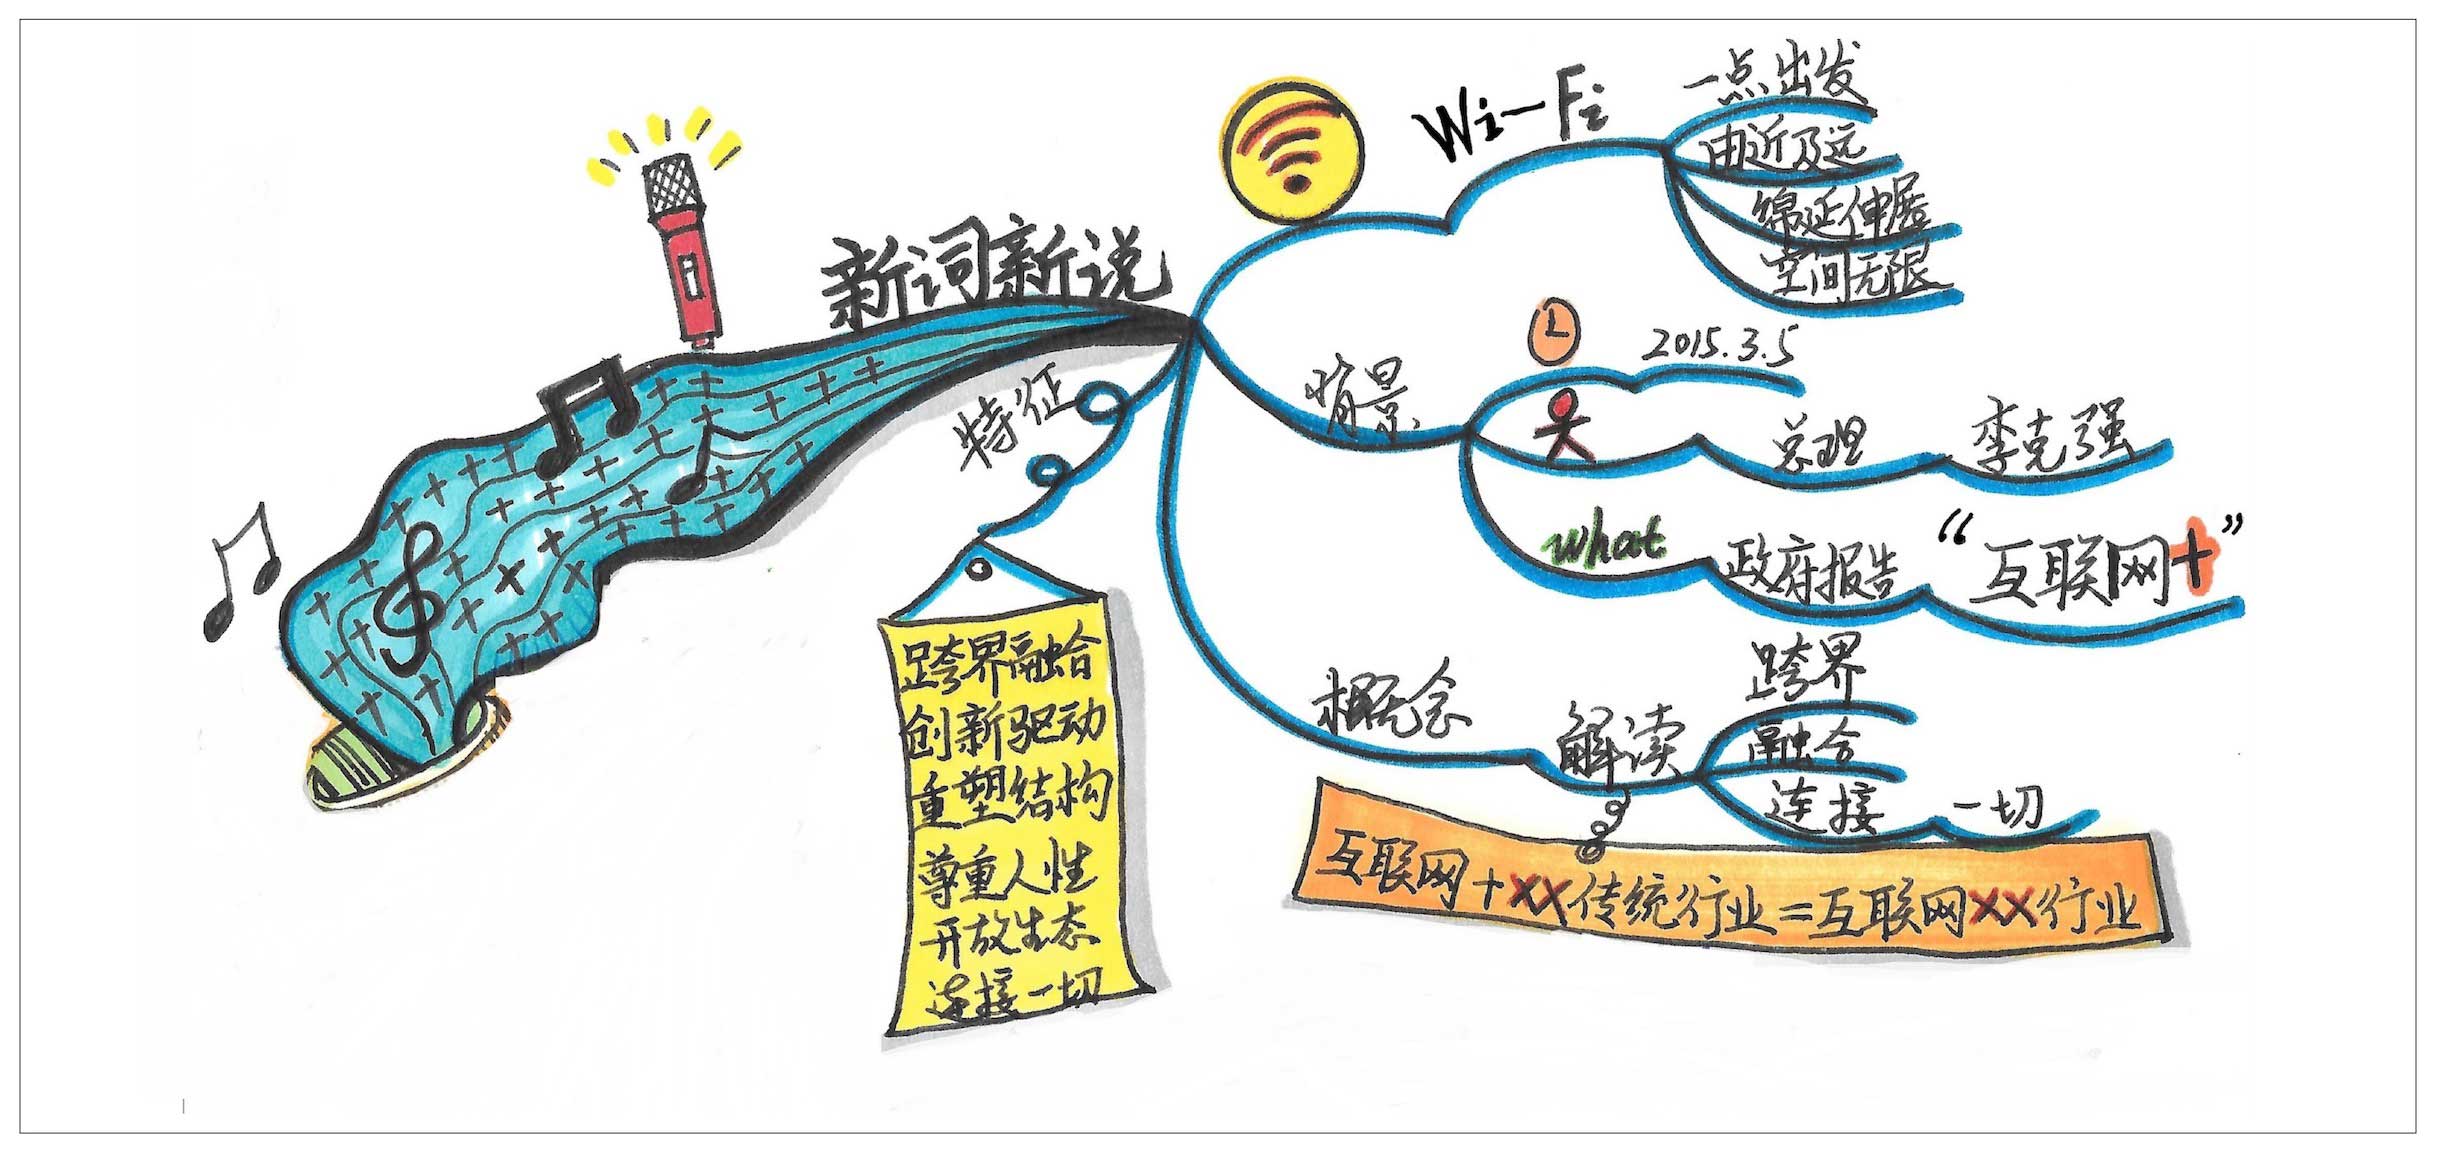 新词新说
Wi-Fi
一点出发
由近及远
绵延伸展
空间无限
背景
2015.3.5
总理
李克强
what
政府报告
“互联网+”
概念
解读
跨界
融合
连接
一切
互联网+XX传统行业=互联网XX行业
特征
跨界融合
创新驱动
重塑结构
尊重人性
开放生态
连接一切